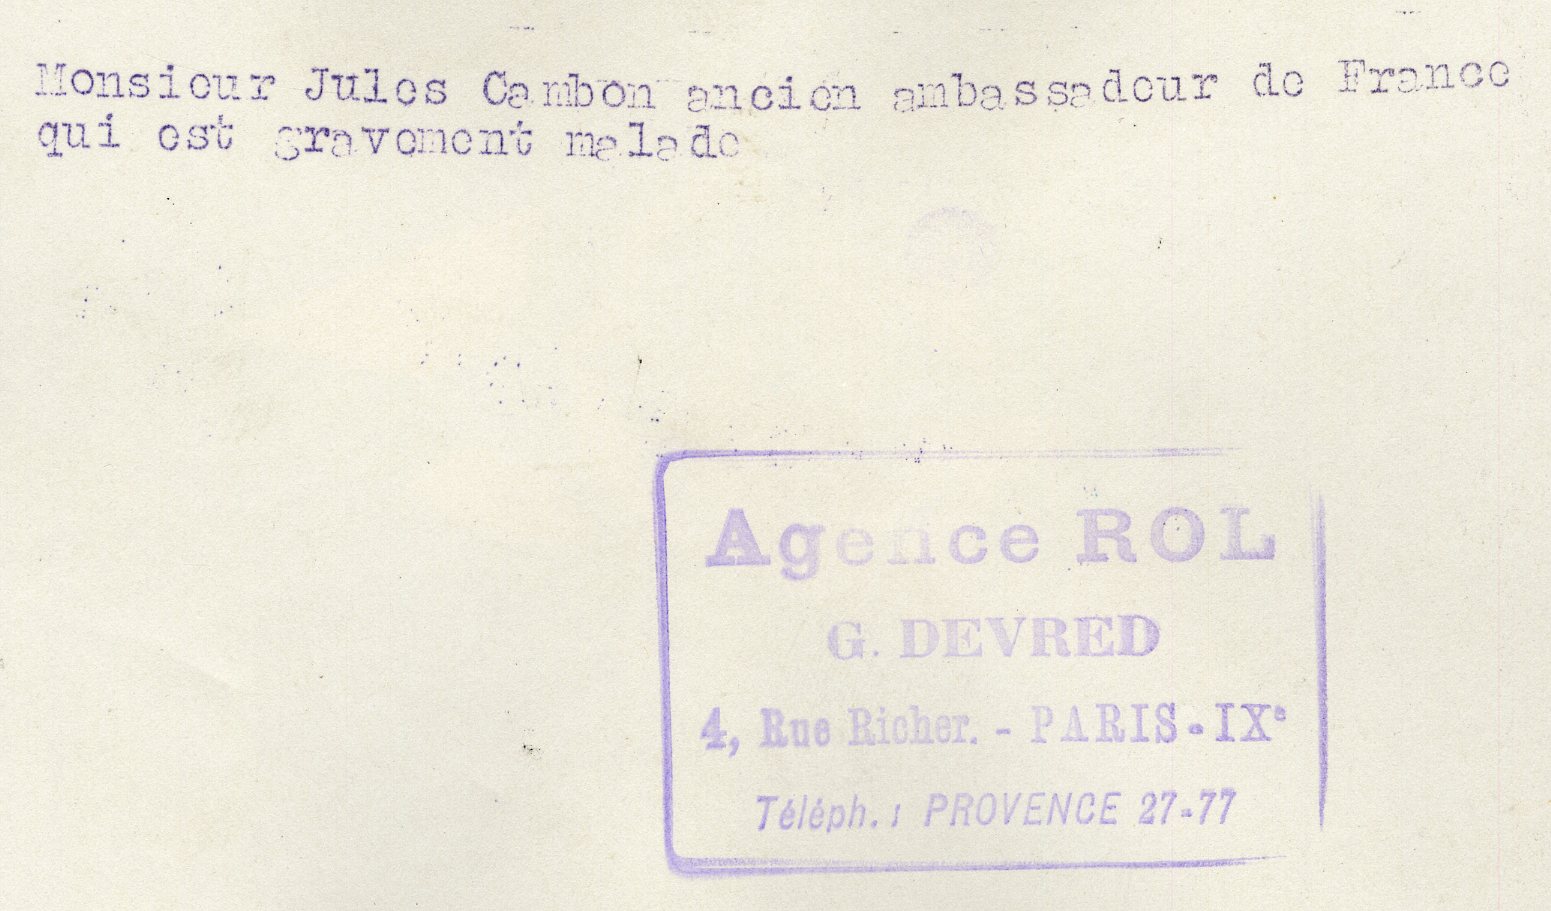 Monsieur Jules Cambon ancien ambassadeur de France
qui est gravement malade
Agence ROL
G. DEVRED
4, Rue Richer. - PARIS-IXe
Téléph. : PROVENCE 27-77